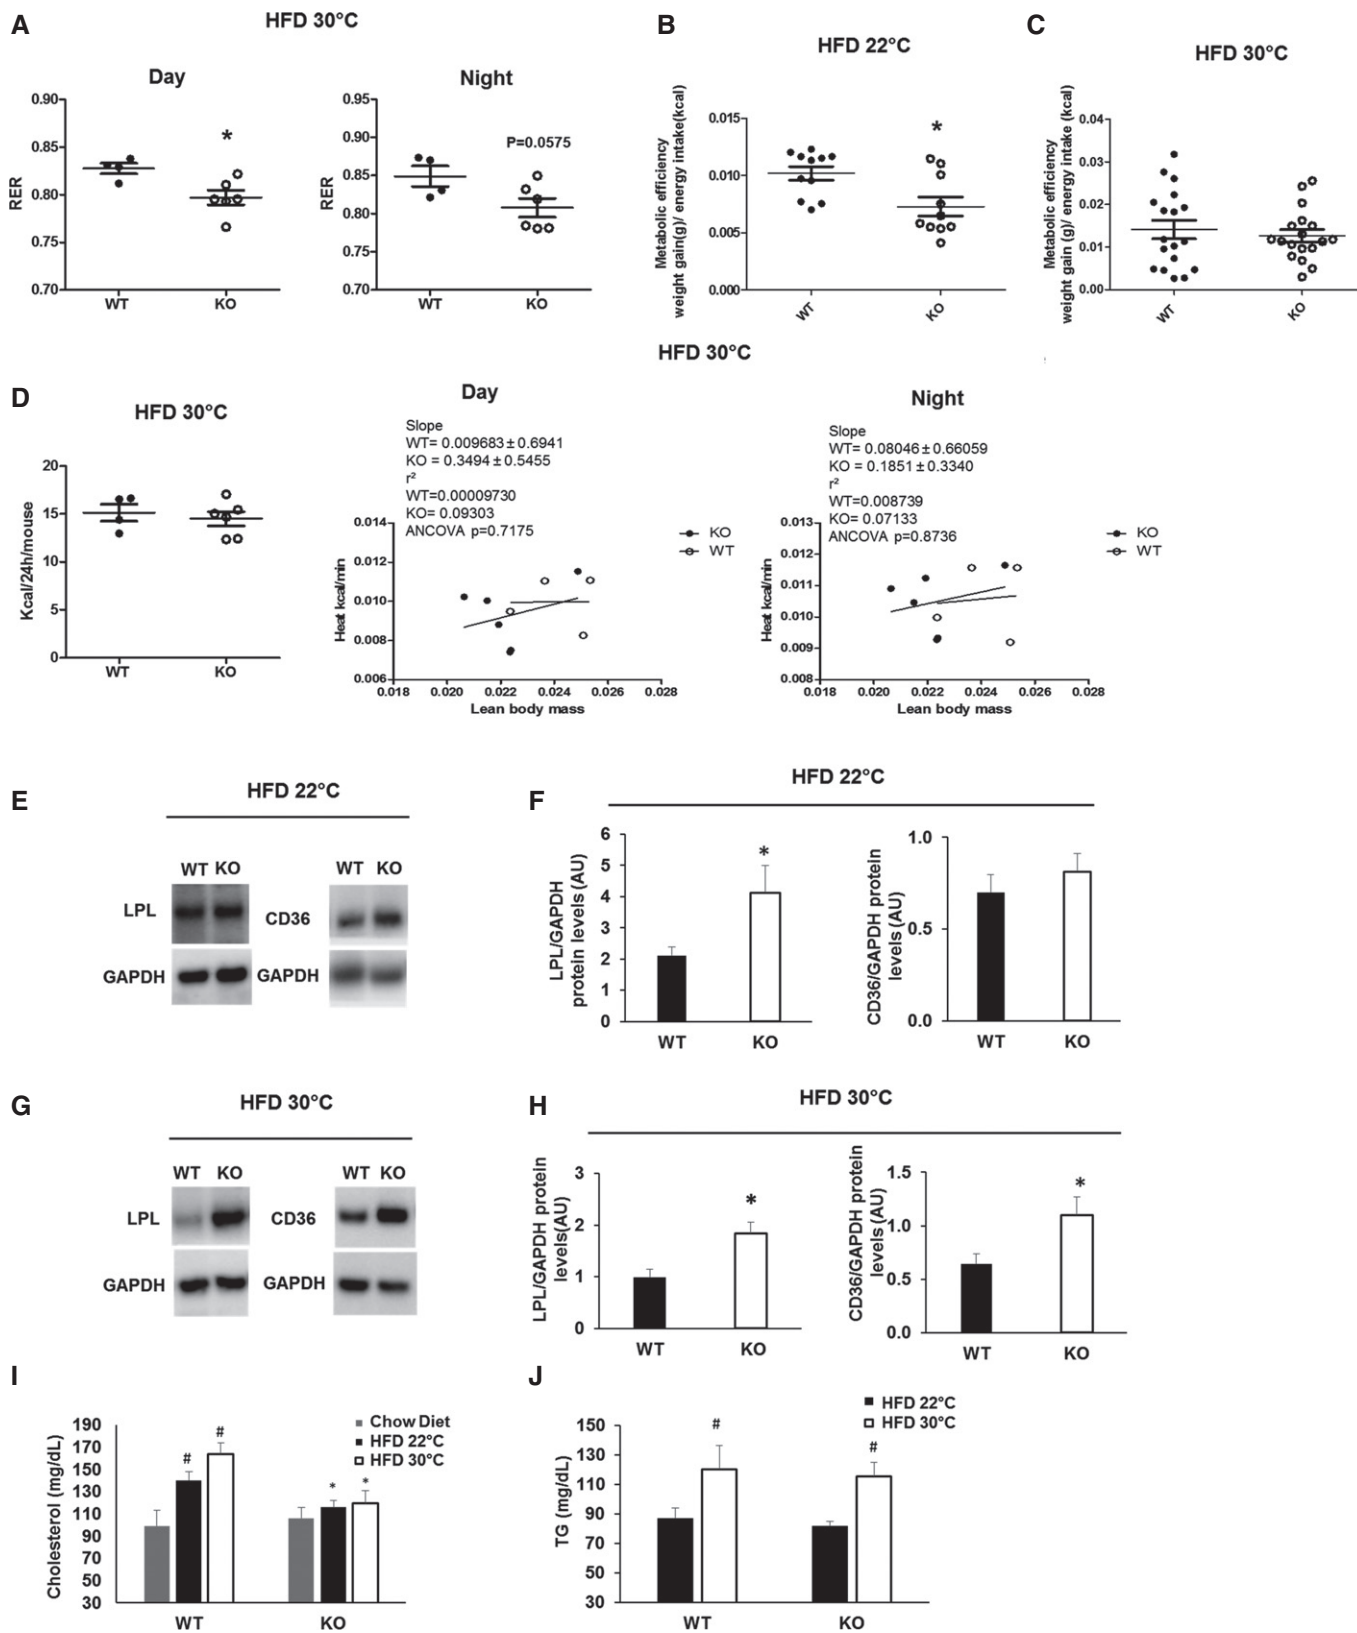 A
HFD 30°C
Day
RER
0.90
0.85
0.80
0.75
0.70
*
WT
KO
Night
RER
0.95
0.90
0.85
0.80
0.75
0.70
P=0.0575
WT
KO
B
HFD 22°C
Metabolic efficiency
weight gain(g)/ energy intake(kcal)
0.015
0.010
0.005
0.000
*
WT
KO
C
HFD 30°C
Metabolic efficiency
weight gain (g)/ energy intake (kcal)
0.04
0.03
0.02
0.01
0.00
WT
KO
D
HFD 30°C
Kcal/24h/mouse
20
15
10
5
0
WT
KO
HFD 30°C
Day
Slope
WT= 0.009683±0.6941
KO = 0.3494±0.5455
r²
WT=0.00009730
KO= 0.09303
ANCOVA p=0.7175
Heat kcal/min
0.014
0.012
0.010
0.008
0.006
0.018 0.020 0.022 0.024 0.026 0.028
Lean body mass
KO
WT
Night
Slope
WT= 0.08046±0.66059
KO = 0.1851±0.3340
r²
WT=0.008739
KO= 0.07133
ANCOVA p=0.8736
Heat kcal/min
0.013
0.012
0.011
0.010
0.009
0.008
0.018 0.020 0.022 0.024 0.026 0.028
Lean body mass
KO
WT
E
HFD 22°C
WT KO
LPL
GAPDH
WT KO
CD36
GAPDH
F
HFD 22°C
LPL/GAPDH
protein levels (AU)
6
5
4
3
2
1
0
*
WT
KO
CD36/GAPDH protein
levels (AU)
1.0
0.5
0.0
WT
KO
G
HFD 30°C
WT KO
LPL
GAPDH
WT KO
CD36
GAPDH
H
HFD 30°C
LPL/GAPDH protein
levels(AU)
3
2
1
0
*
WT
KO
CD36/GAPDH protein
levels (AU)
1.5
1.0
0.5
0.0
*
WT
KO
I
Cholesterol (mg/dL)
190
170
150
130
110
90
70
50
30
# # * *
Chow Diet
HFD 22°C
HFD 30°C
WT
KO
J
TG (mg/dL)
150
130
110
90
70
50
30
# #
HFD 22°C
HFD 30°C
WT
KO